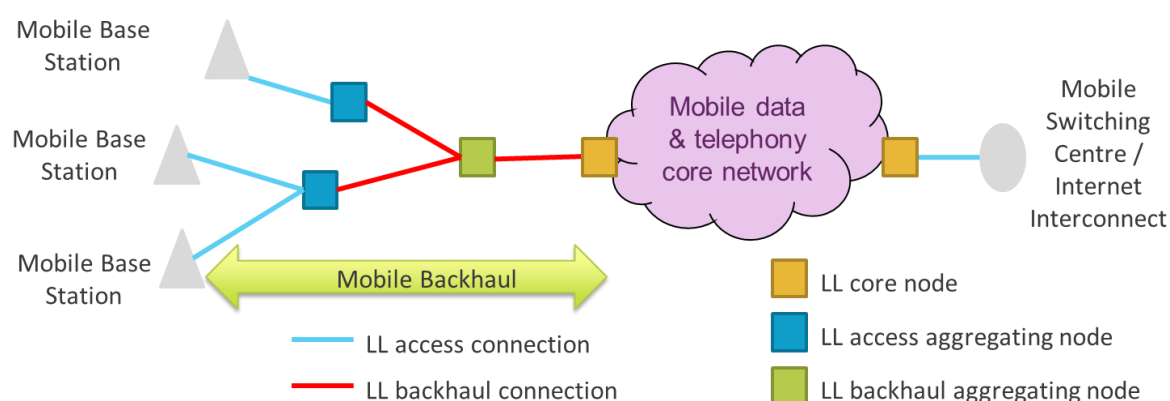 Mobile Base
Station
Mobile Base
Station
Mobile Base
Station
Mobile data
& telephony
core network
Mobile
Switching
Centre /
Internet
Interconnect
Mobile Backhaul
LL access connection
LL backhaul connection
LL core node
LL access aggregating node
LL backhaul aggregating node